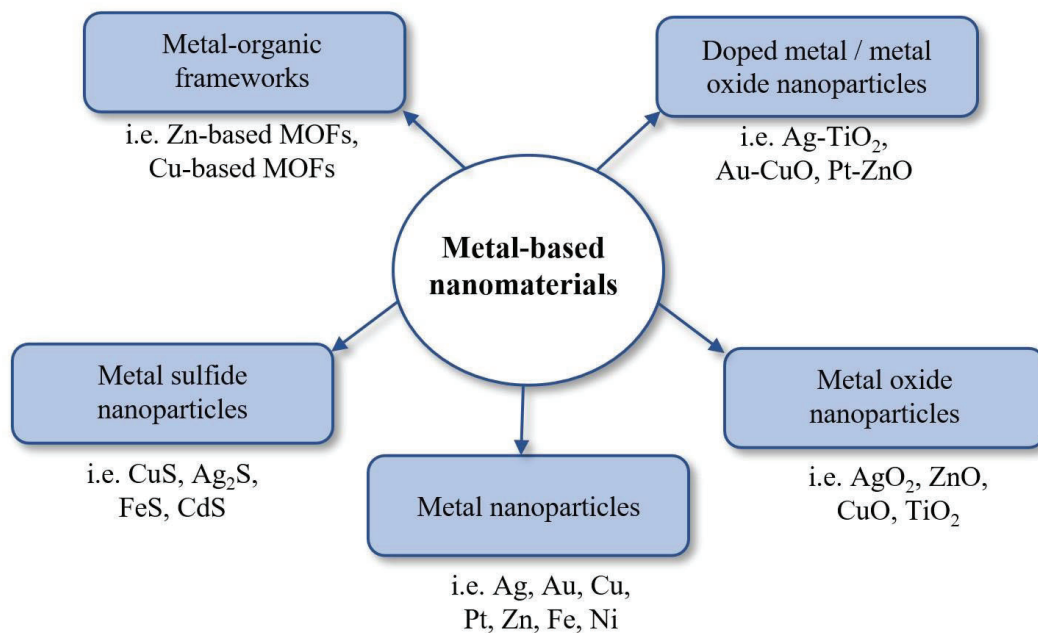 Metal-organic
frameworks
i.e. Zn-based MOFs,
Cu-based MOFs
Doped metal / metal
oxide nanoparticles
i.e. Ag-TiO₂,
Au-CuO, Pt-ZnO
Metal-based
nanomaterials
Metal sulfide
nanoparticles
i.e. CuS, Ag₂S,
FeS, CdS
Metal nanoparticles
i.e. Ag, Au, Cu,
Pt, Zn, Fe, Ni
Metal oxide
nanoparticles
i.e. AgO₂, ZnO,
CuO, TiO₂